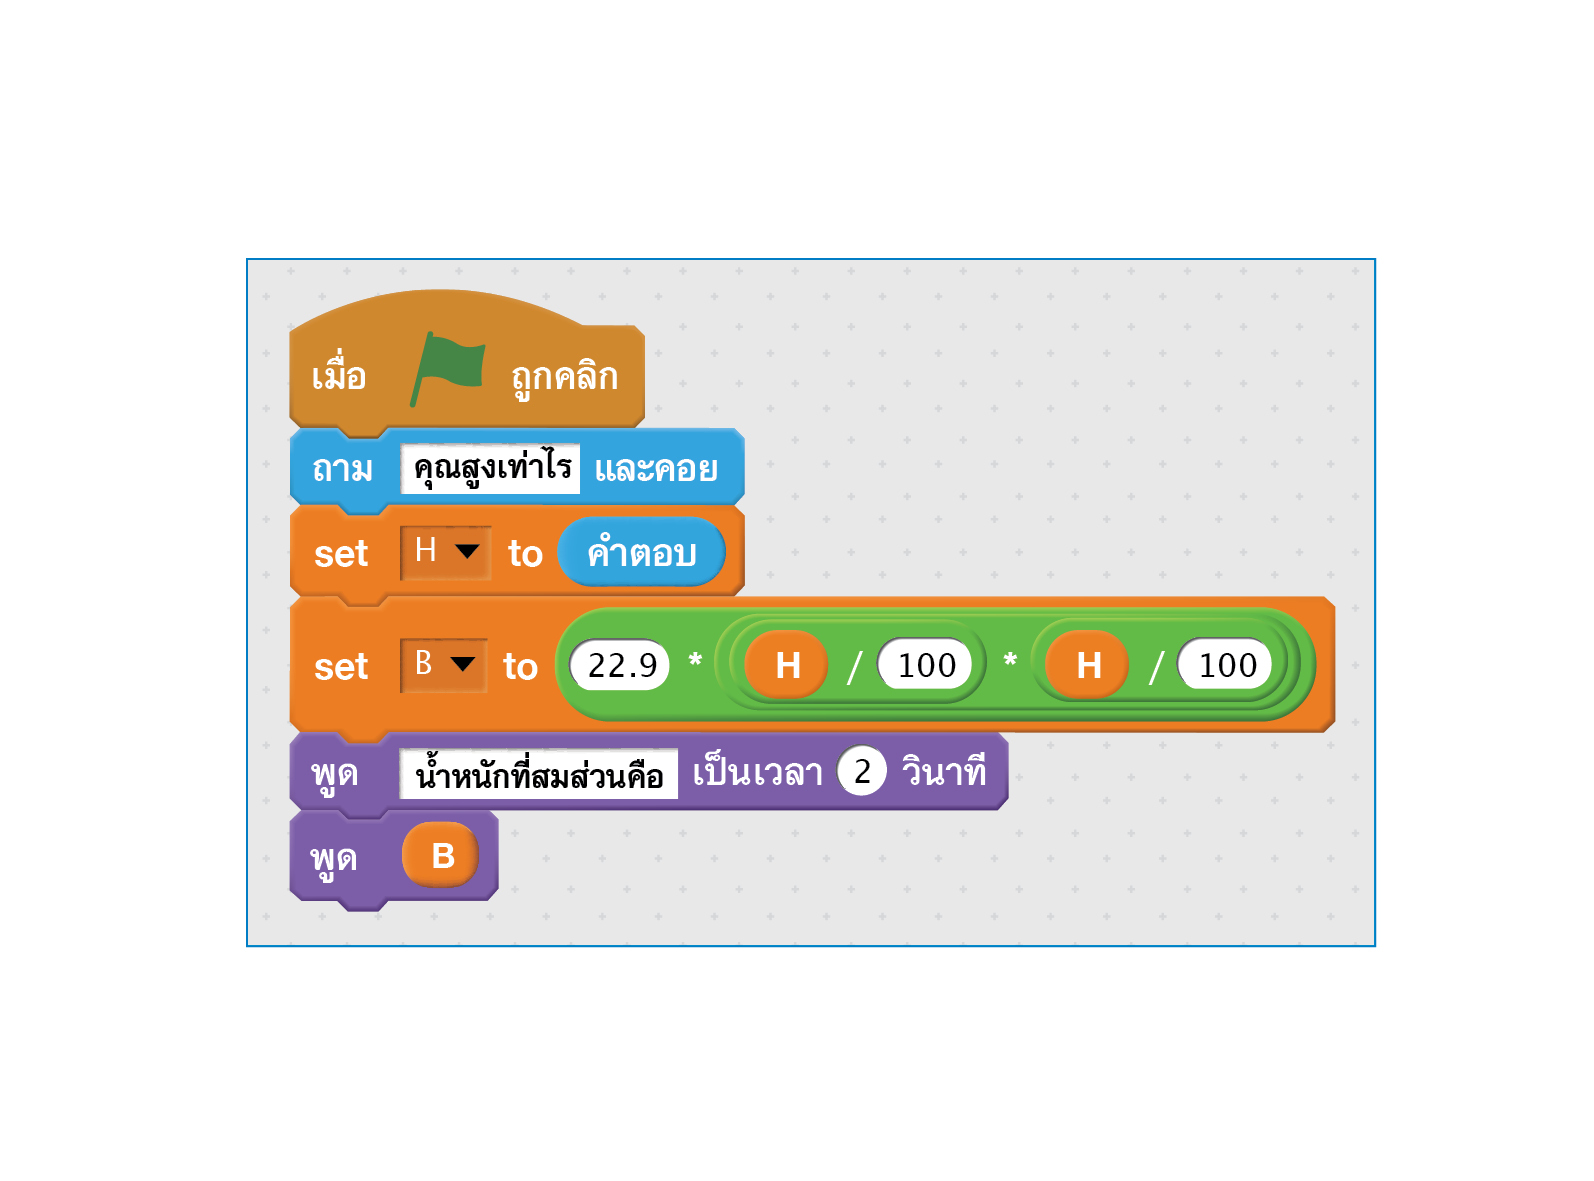 เมื่อ ถูกคลิก
ถาม คุณสูงเท่าไร และคอย
set H to คำตอบ
set B to 22.9 * H / 100 * H / 100
พูด น้ำหนักที่สมส่วนคือ เป็นเวลา 2 วินาที
พูด B